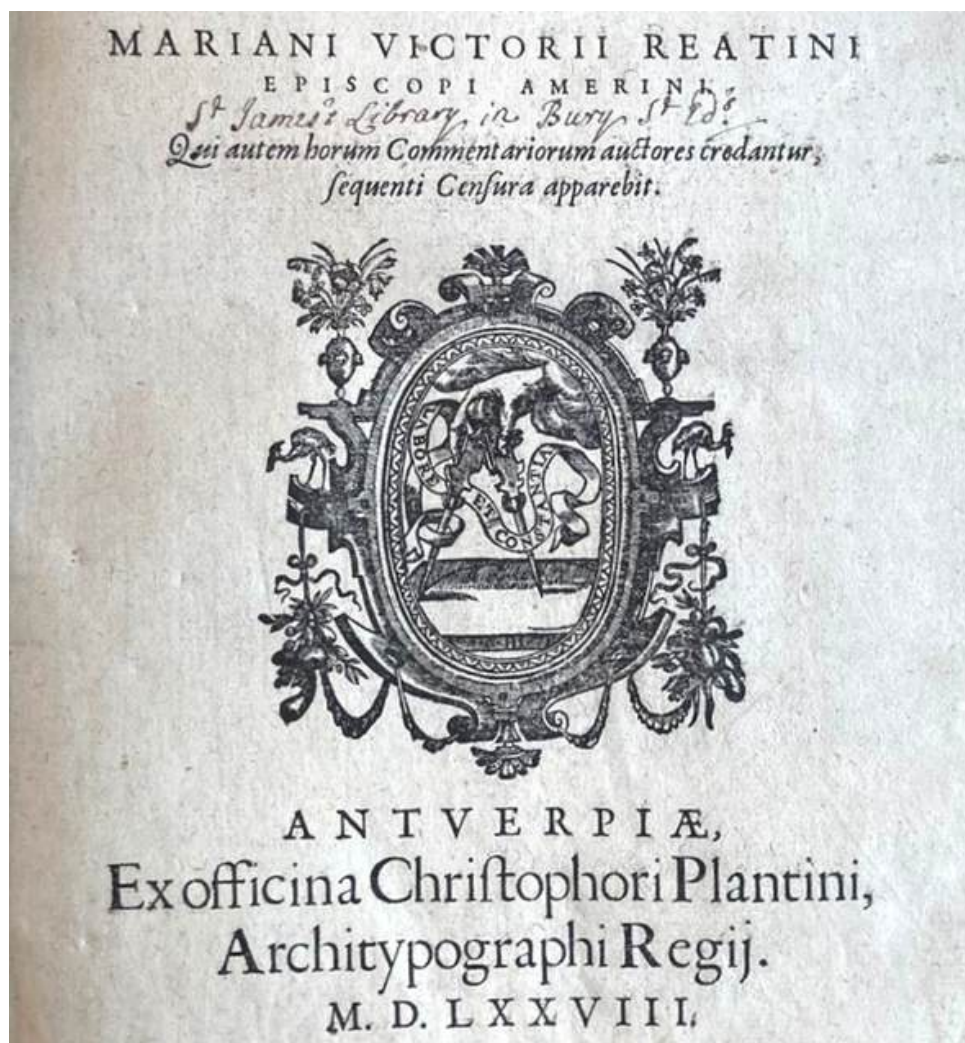 MARIANI VICTORII REATINI
EPISCOPI AMERINI.
St James's Library, in Bury St Eds
Qui autem horum Commentariorum auctores credantur,
ſequenti Cenſura apparebit.
LABORE ET CONSTANTIA
ANTVERPIÆ,
Ex officina Chriſtophori Plantini,
Architypographi Regij.
M. D. LXXVIII.